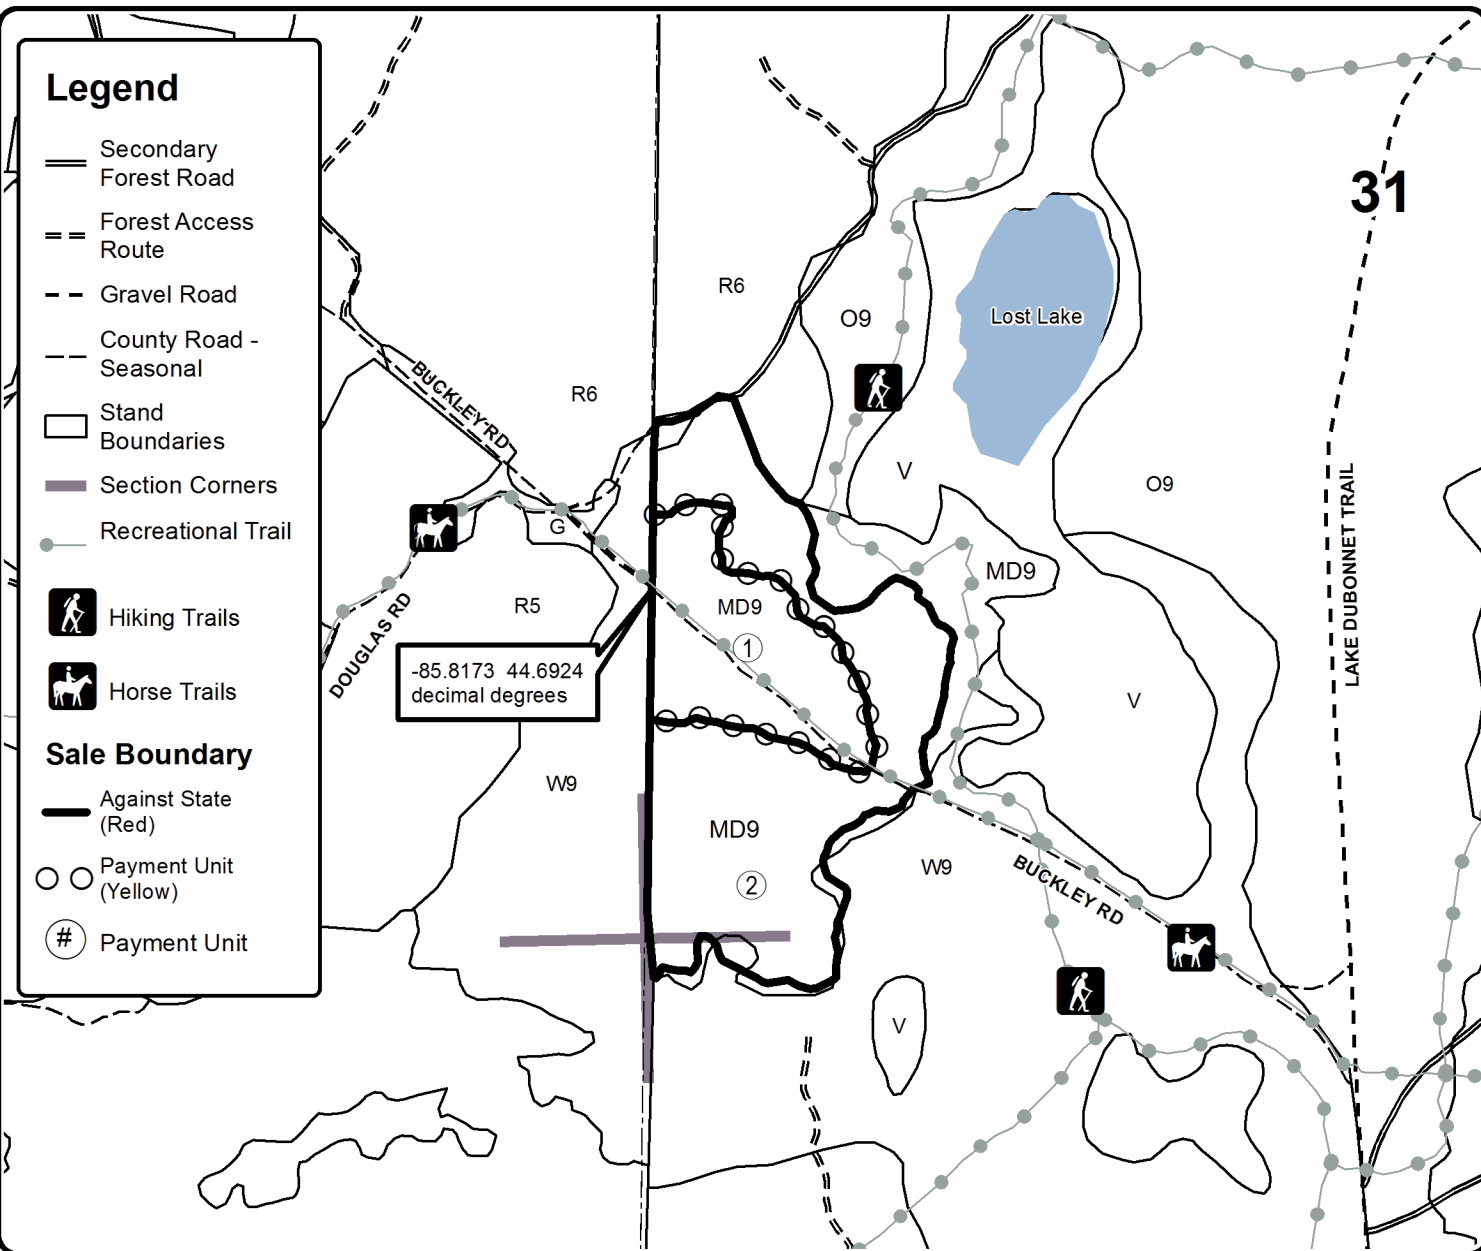 Legend
Secondary
Forest Road
Forest Access
Route
Gravel Road
County Road -
Seasonal
Stand
Boundaries
Section Corners
Recreational Trail
Hiking Trails
Horse Trails
Sale Boundary
Against State
(Red)
Payment Unit
(Yellow)
# Payment Unit
31
R6
O9
Lost Lake
BUCKLEY RD
R6
V
O9
LAKE DUBONNET TRAIL
G
MD9
R5
MD9
DOUGLAS RD
1
-85.8173 44.6924
decimal degrees
V
W9
MD9
W9
BUCKLEY RD
2
V